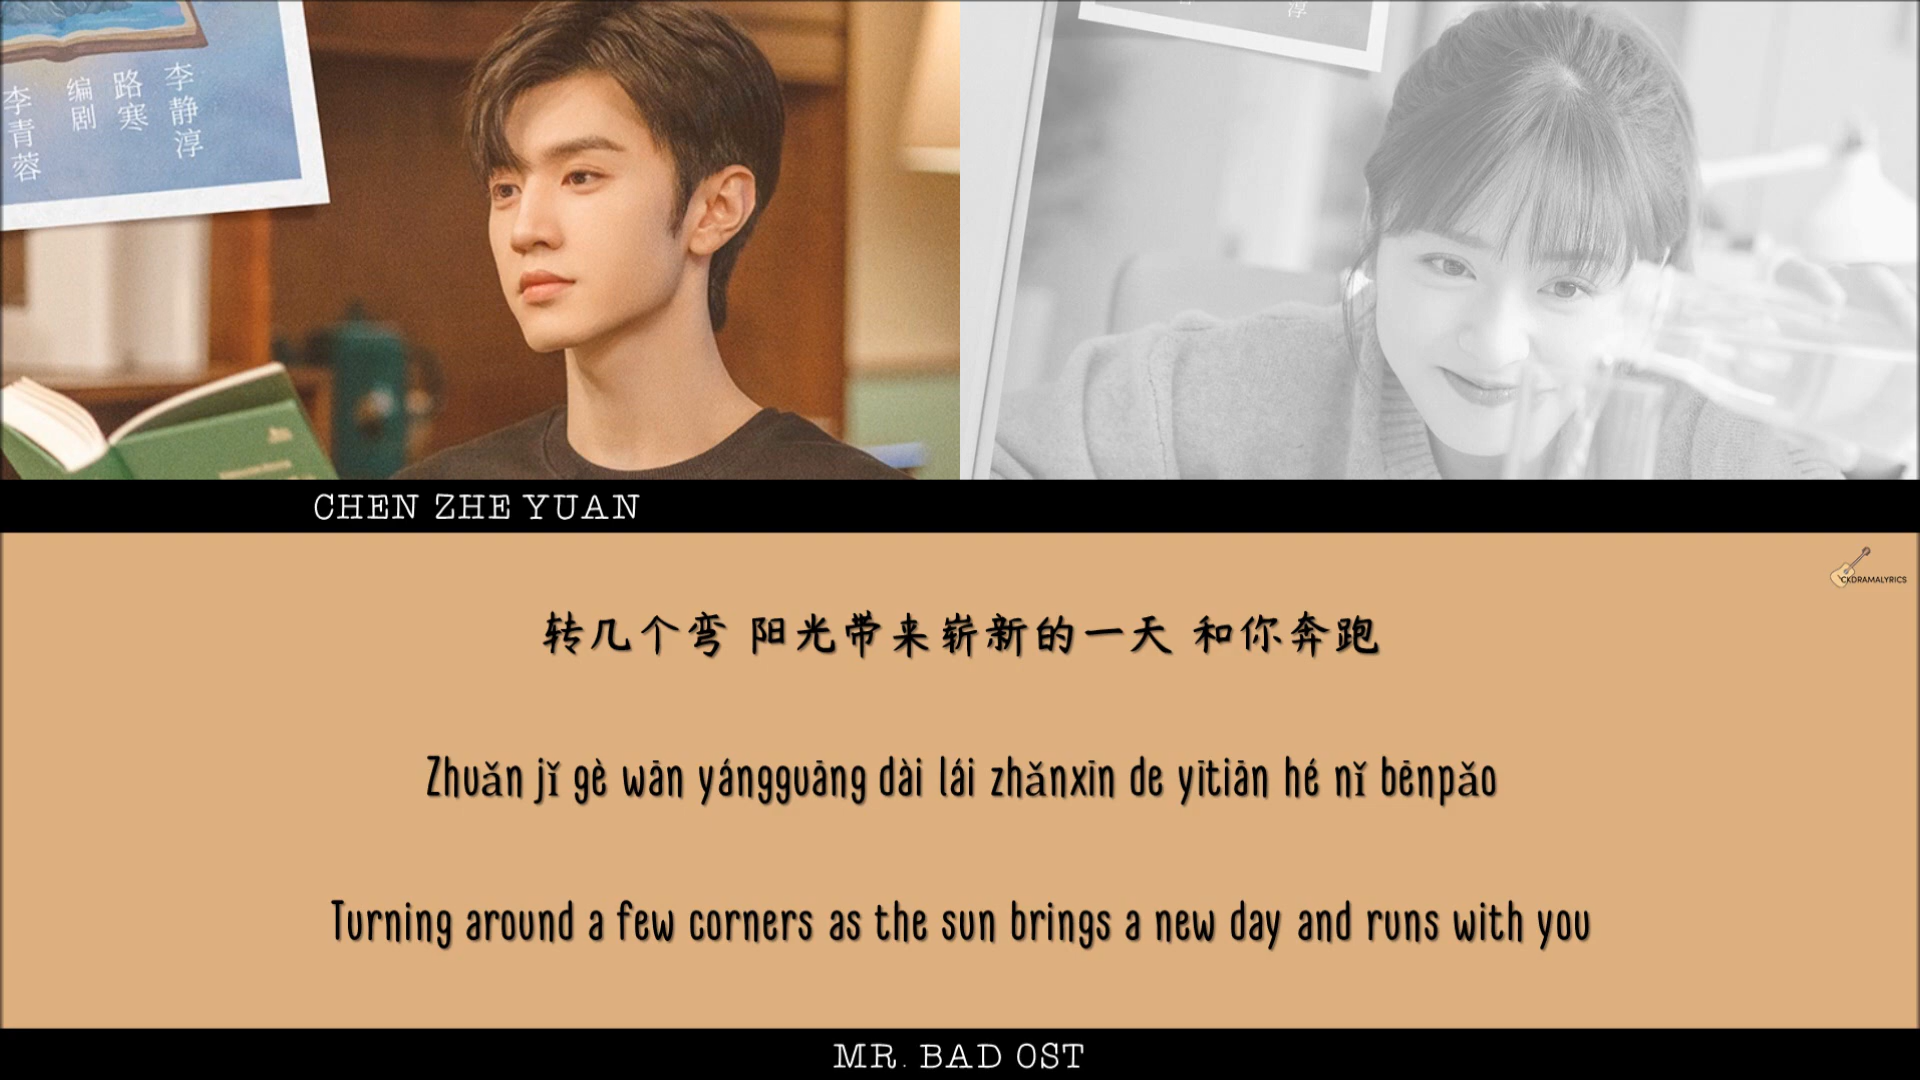 李静淳
路寒
编剧
李青蓉
淳
CHEN ZHE YUAN
CKDRAMALYRICS
转几个弯 阳光带来崭新的一天 和你奔跑
Zhuǎn jǐ gè wān yángguāng dài lái zhǎnxīn de yītiān hé nǐ bēnpǎo
Turning around a few corners as the sun brings a new day and runs with you
MR. BAD OST